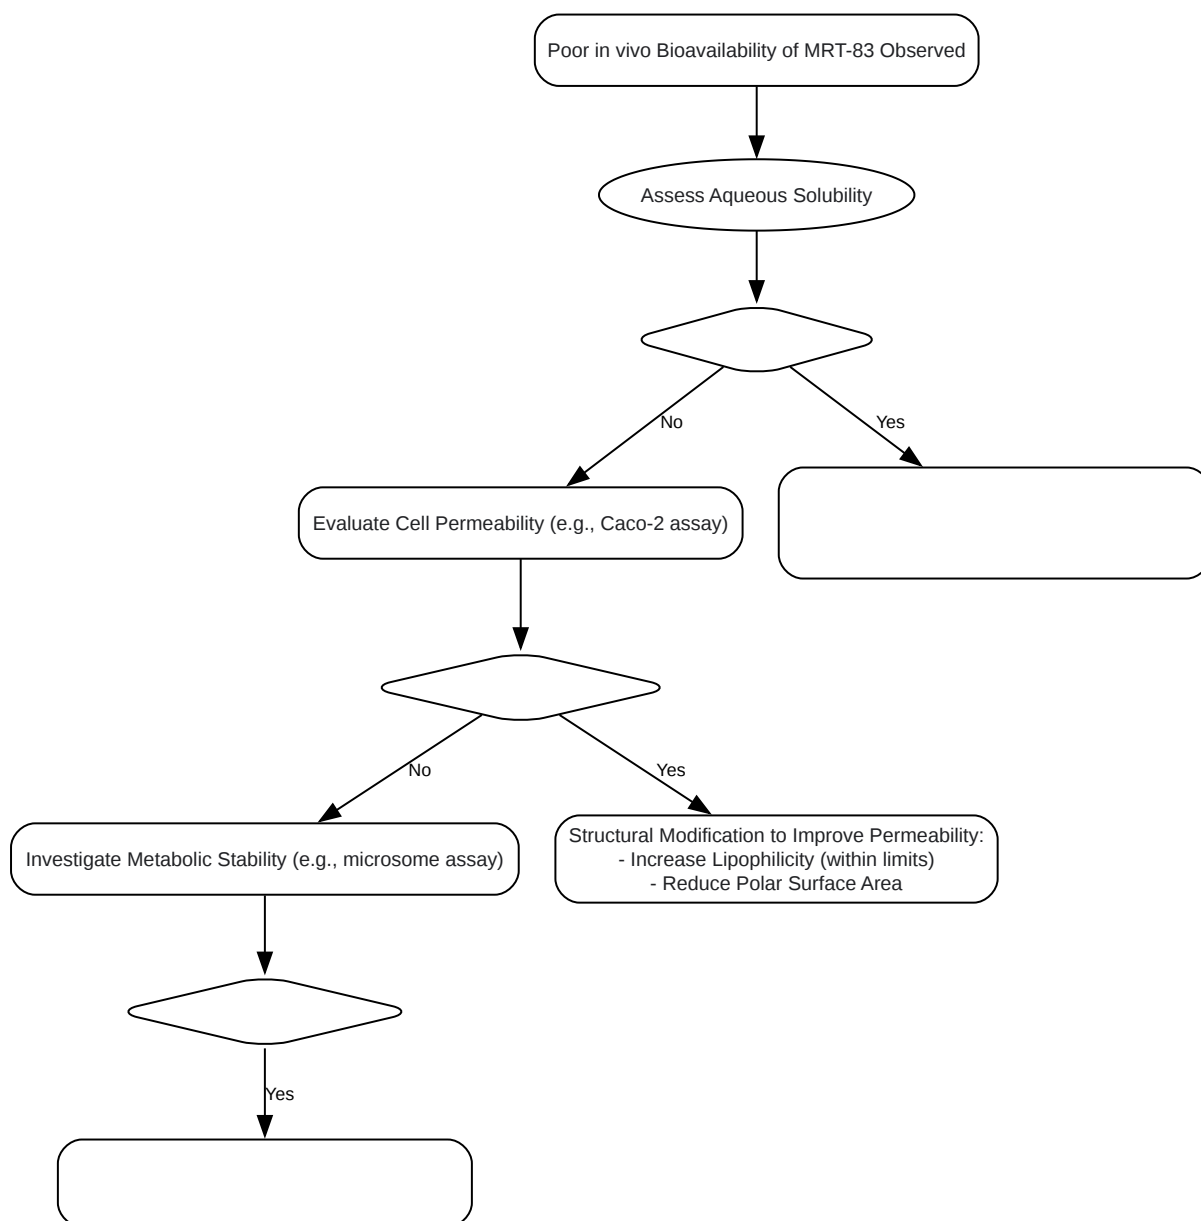 Poor in vivo Bioavailability of MRT-83 Observed
Assess Aqueous Solubility
No
Yes
Evaluate Cell Permeability (e.g., Caco-2 assay)
No
Yes
Investigate Metabolic Stability (e.g., microsome assay)
Structural Modification to Improve Permeability:
- Increase Lipophilicity (within limits)
- Reduce Polar Surface Area
Yes